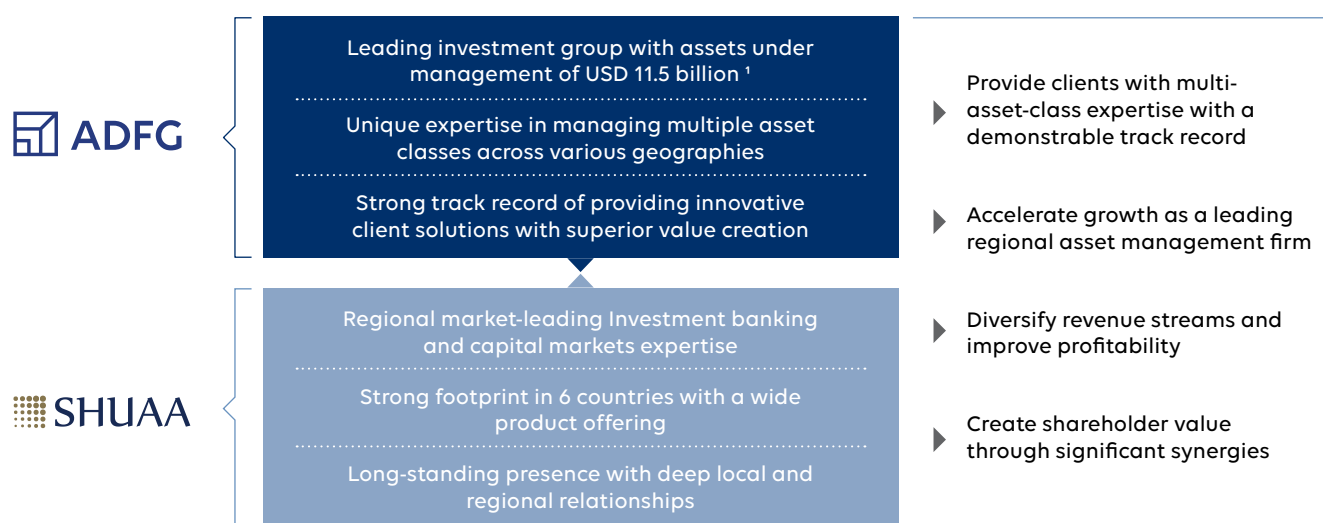 ADFG
Leading investment group with assets under
management of USD 11.5 billion ¹
Unique expertise in managing multiple asset
classes across various geographies
Strong track record of providing innovative
client solutions with superior value creation
SHUAA
Regional market-leading Investment banking
and capital markets expertise
Strong footprint in 6 countries with a wide
product offering
Long-standing presence with deep local and
regional relationships
Provide clients with multi-
asset-class expertise with a
demonstrable track record
Accelerate growth as a leading
regional asset management firm
Diversify revenue streams and
improve profitability
Create shareholder value
through significant synergies